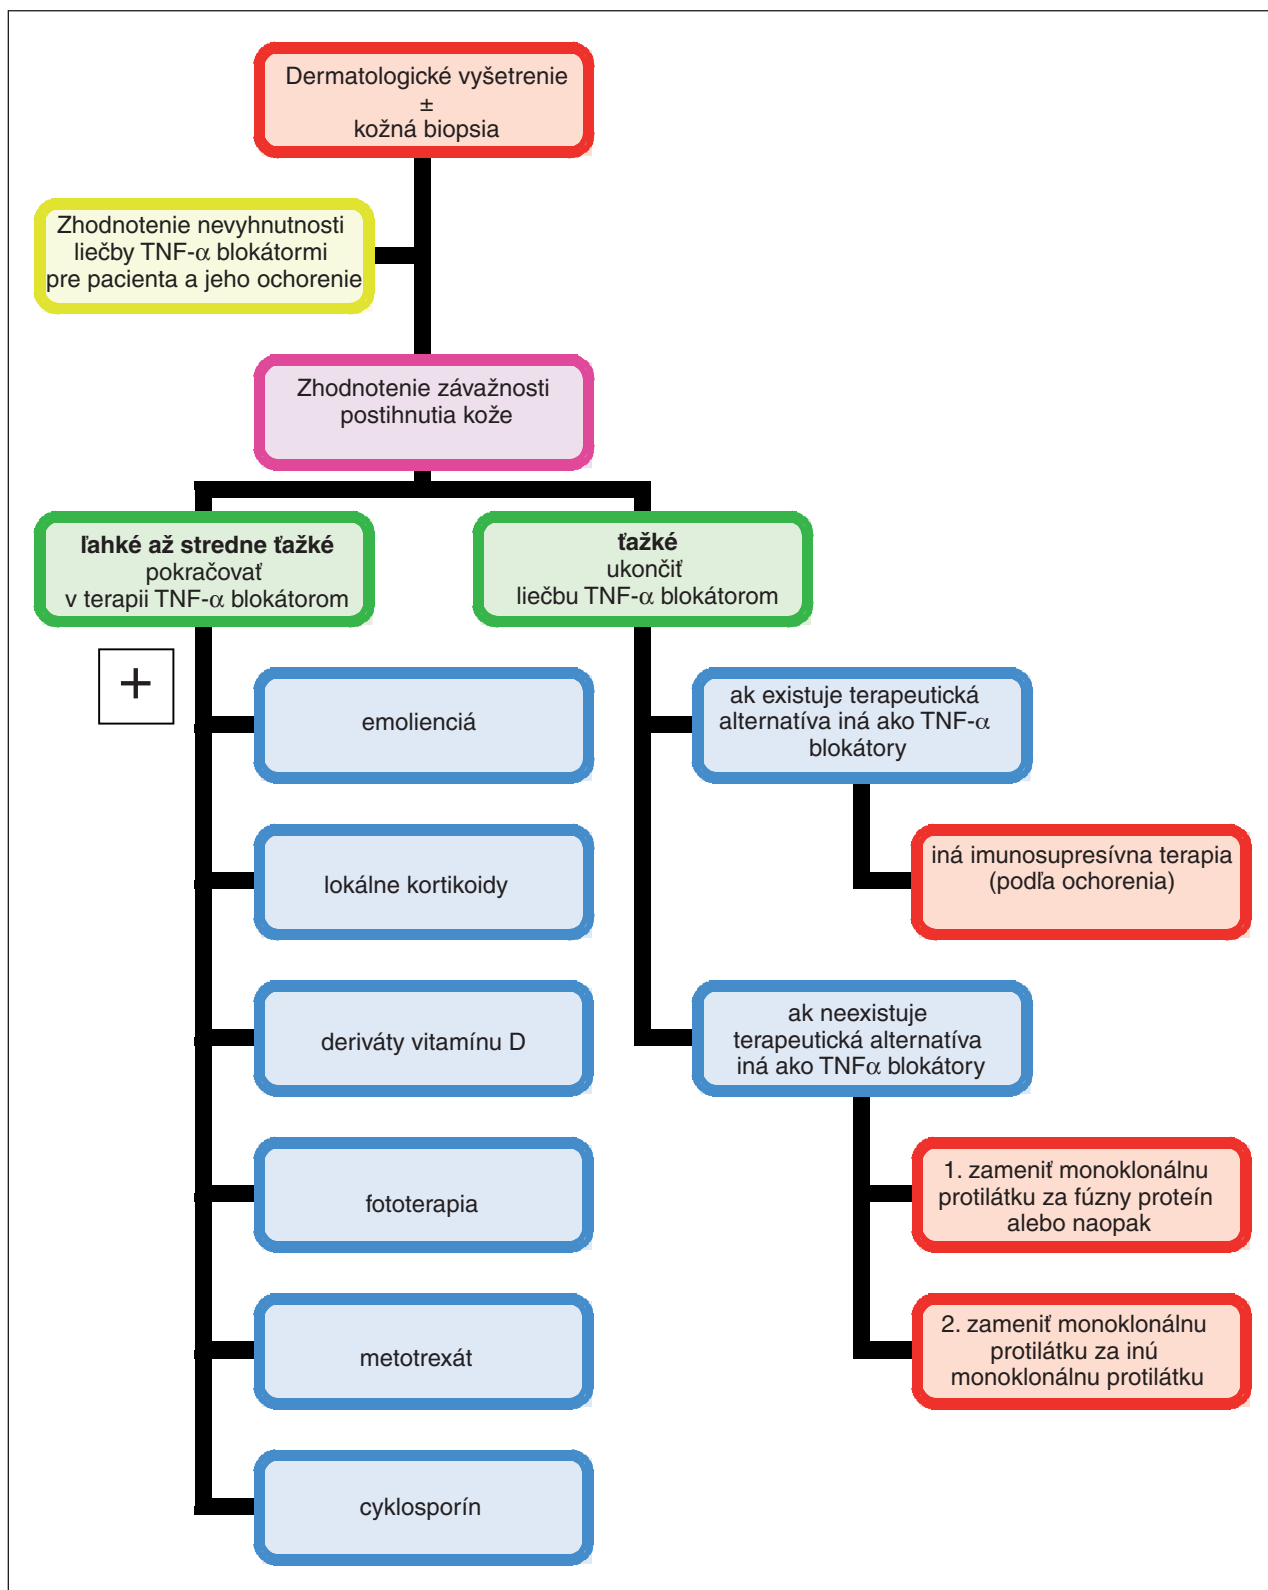 Dermatologické vyšetrenie
±
kožná biopsia
Zhodnotenie nevyhnutnosti
liečby TNF-α blokátormi
pre pacienta a jeho ochorenie
Zhodnotenie závažnosti
postihnutia kože
ľahké až stredne ťažké
pokračovať
v terapii TNF-α blokátorom
+
emolienciá
lokálne kortikoidy
deriváty vitamínu D
fototerapia
metotrexát
cyklosporín
ťažké
ukončiť
liečbu TNF-α blokátorom
ak existuje terapeutická
alternatíva iná ako TNF-α
blokátory
iná imunosupresívna terapia
(podľa ochorenia)
ak neexistuje
terapeutická alternatíva
iná ako TNFα blokátory
1. zameniť monoklonálnu
protilátku za fúzny proteín
alebo naopak
2. zameniť monoklonálnu
protilátku za inú
monoklonálnu protilátku